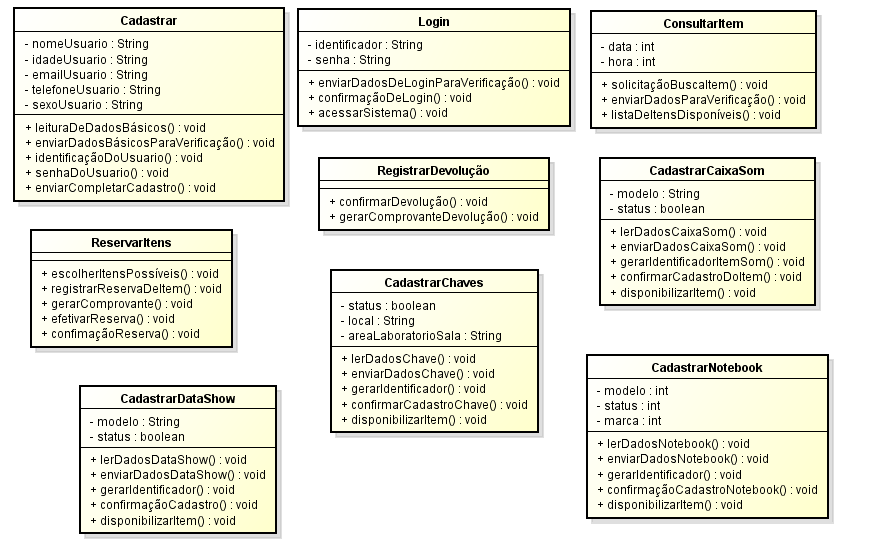 Cadastrar
- nomeUsuario : String
- idadeUsuario : String
- emailUsuario : String
- telefoneUsuario : String
- sexoUsuario : String
+ leituraDeDadosBásicos() : void
+ enviarDadosBásicosParaVerificação() : void
+ identificaçãoDoUsuario() : void
+ senhaDoUsuario() : void
+ enviarCompletarCadastro() : void
Login
- identificador : String
- senha : String
+ enviarDadosDeLoginParaVerificação() : void
+ confirmaçãoDeLogin() : void
+ acessarSistema() : void
ConsultarItem
- data : int
- hora : int
+ solicitaçãoBuscaItem() : void
+ enviarDadosParaVerificação() : void
+ listaDeItensDisponíveis() : void
RegistrarDevolução
+ confirmarDevolução() : void
+ gerarComprovanteDevolução() : void
CadastrarCaixaSom
- modelo : String
- status : boolean
+ lerDadosCaixaSom() : void
+ enviarDadosCaixaSom() : void
+ gerarIdentificadorItemSom() : void
+ confirmarCadastroDoItem() : void
+ disponibilizarItem() : void
ReservarItens
+ escolherItensPossíveis() : void
+ registrarReservaDeItem() : void
+ gerarComprovante() : void
+ efetivarReserva() : void
+ confimaçãoReserva() : void
CadastrarChaves
- status : boolean
- local : String
- areaLaboratorioSala : String
+ lerDadosChave() : void
+ enviarDadosChave() : void
+ gerarIdentificador() : void
+ confirmarCadastroChave() : void
+ disponibilizarItem() : void
CadastrarNotebook
- modelo : int
- status : int
- marca : int
+ lerDadosNotebook() : void
+ enviarDadosNotebook() : void
+ gerarIdentificador() : void
+ confirmaçãoCadastroNotebook() : void
+ disponibilizarItem() : void
CadastrarDataShow
- modelo : String
- status : boolean
+ lerDadosDataShow() : void
+ enviarDadosDataShow() : void
+ gerarIdentificador() : void
+ confirmaçãoCadastro() : void
+ disponibilizarItem() : void